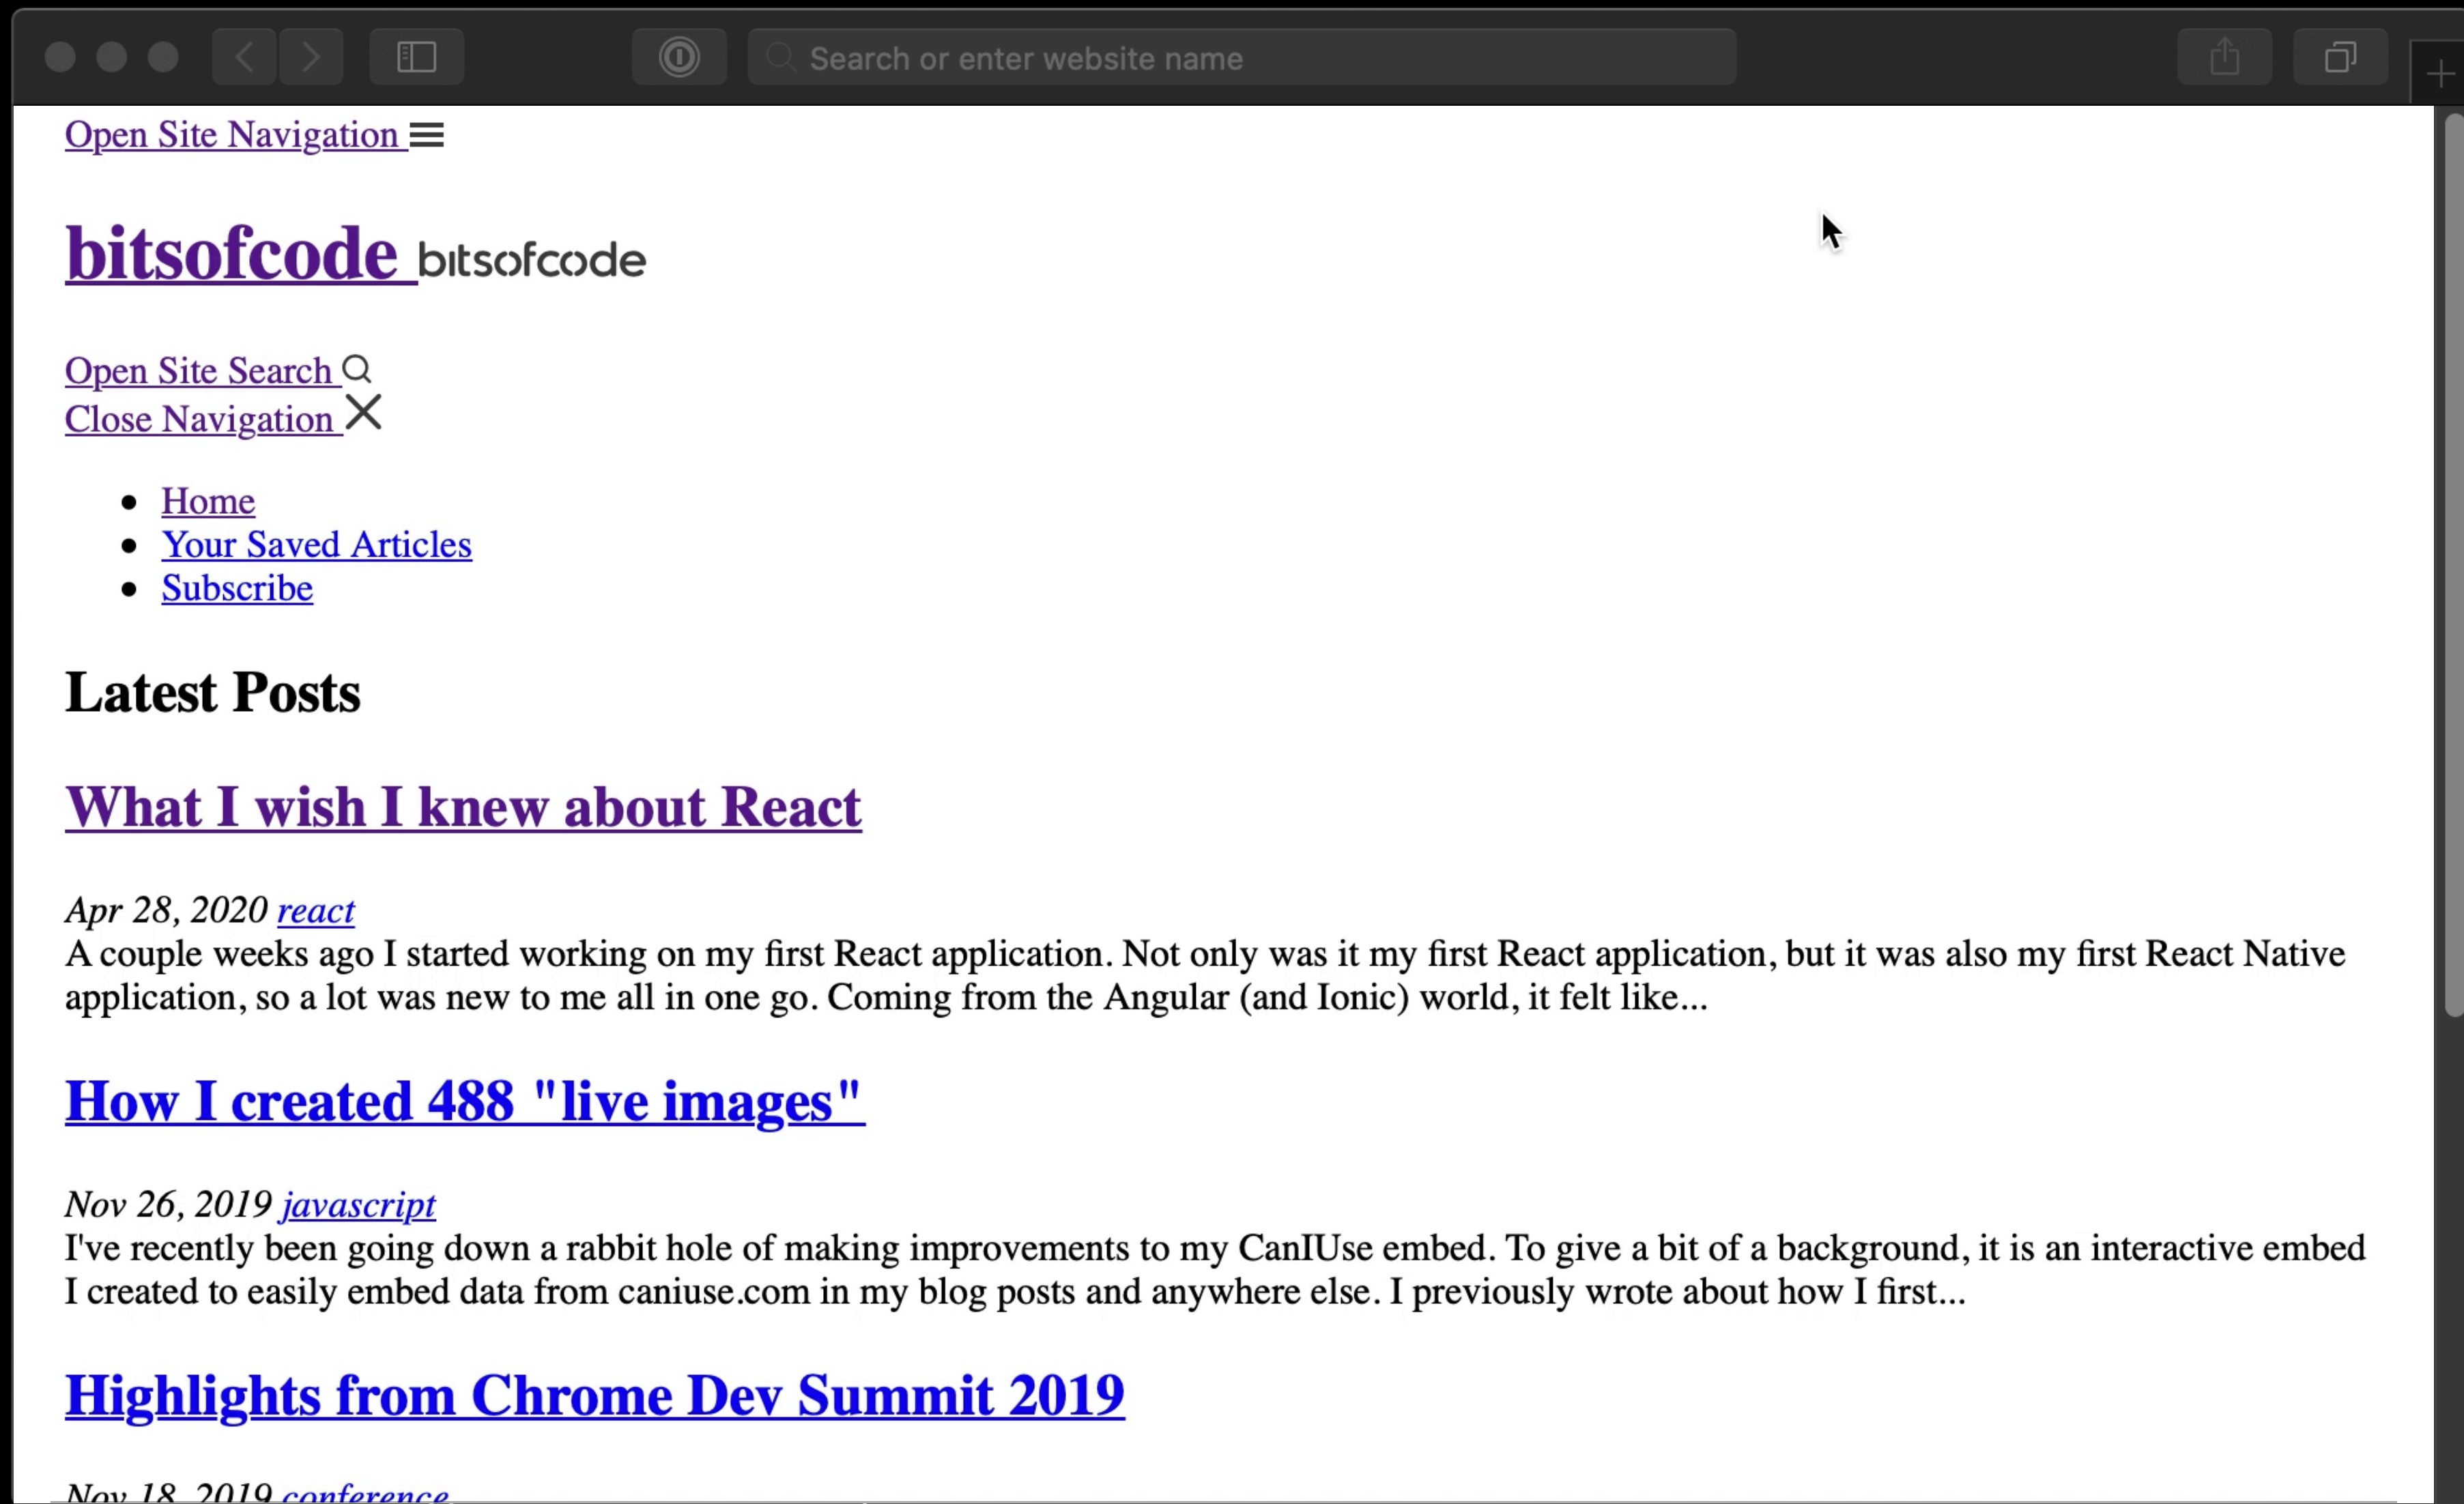 Search or enter website name
Open Site Navigation
bitsofcode bitsofcode
Open Site Search
Close Navigation
Home
Your Saved Articles
Subscribe
Latest Posts
What I wish I knew about React
Apr 28, 2020 react
A couple weeks ago I started working on my first React application. Not only was it my first React application, but it was also my first React Native
application, so a lot was new to me all in one go. Coming from the Angular (and Ionic) world, it felt like...
How I created 488 "live images"
Nov 26, 2019 javascript
I've recently been going down a rabbit hole of making improvements to my CanIUse embed. To give a bit of a background, it is an interactive embed
I created to easily embed data from caniuse.com in my blog posts and anywhere else. I previously wrote about how I first...
Highlights from Chrome Dev Summit 2019
Nov 18, 2019 conference